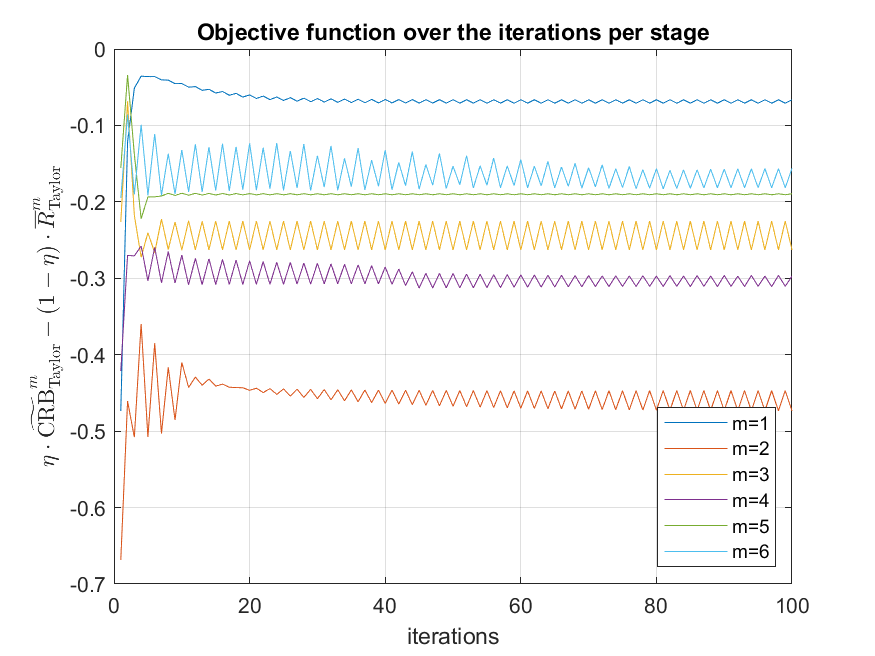 Objective function over the iterations per stage
η · C͠RB^m_Taylor − (1 − η) · R̅^m_Taylor
0
-0.1
-0.2
-0.3
-0.4
-0.5
-0.6
-0.7
0 20 40 60 80 100
iterations
m=1
m=2
m=3
m=4
m=5
m=6